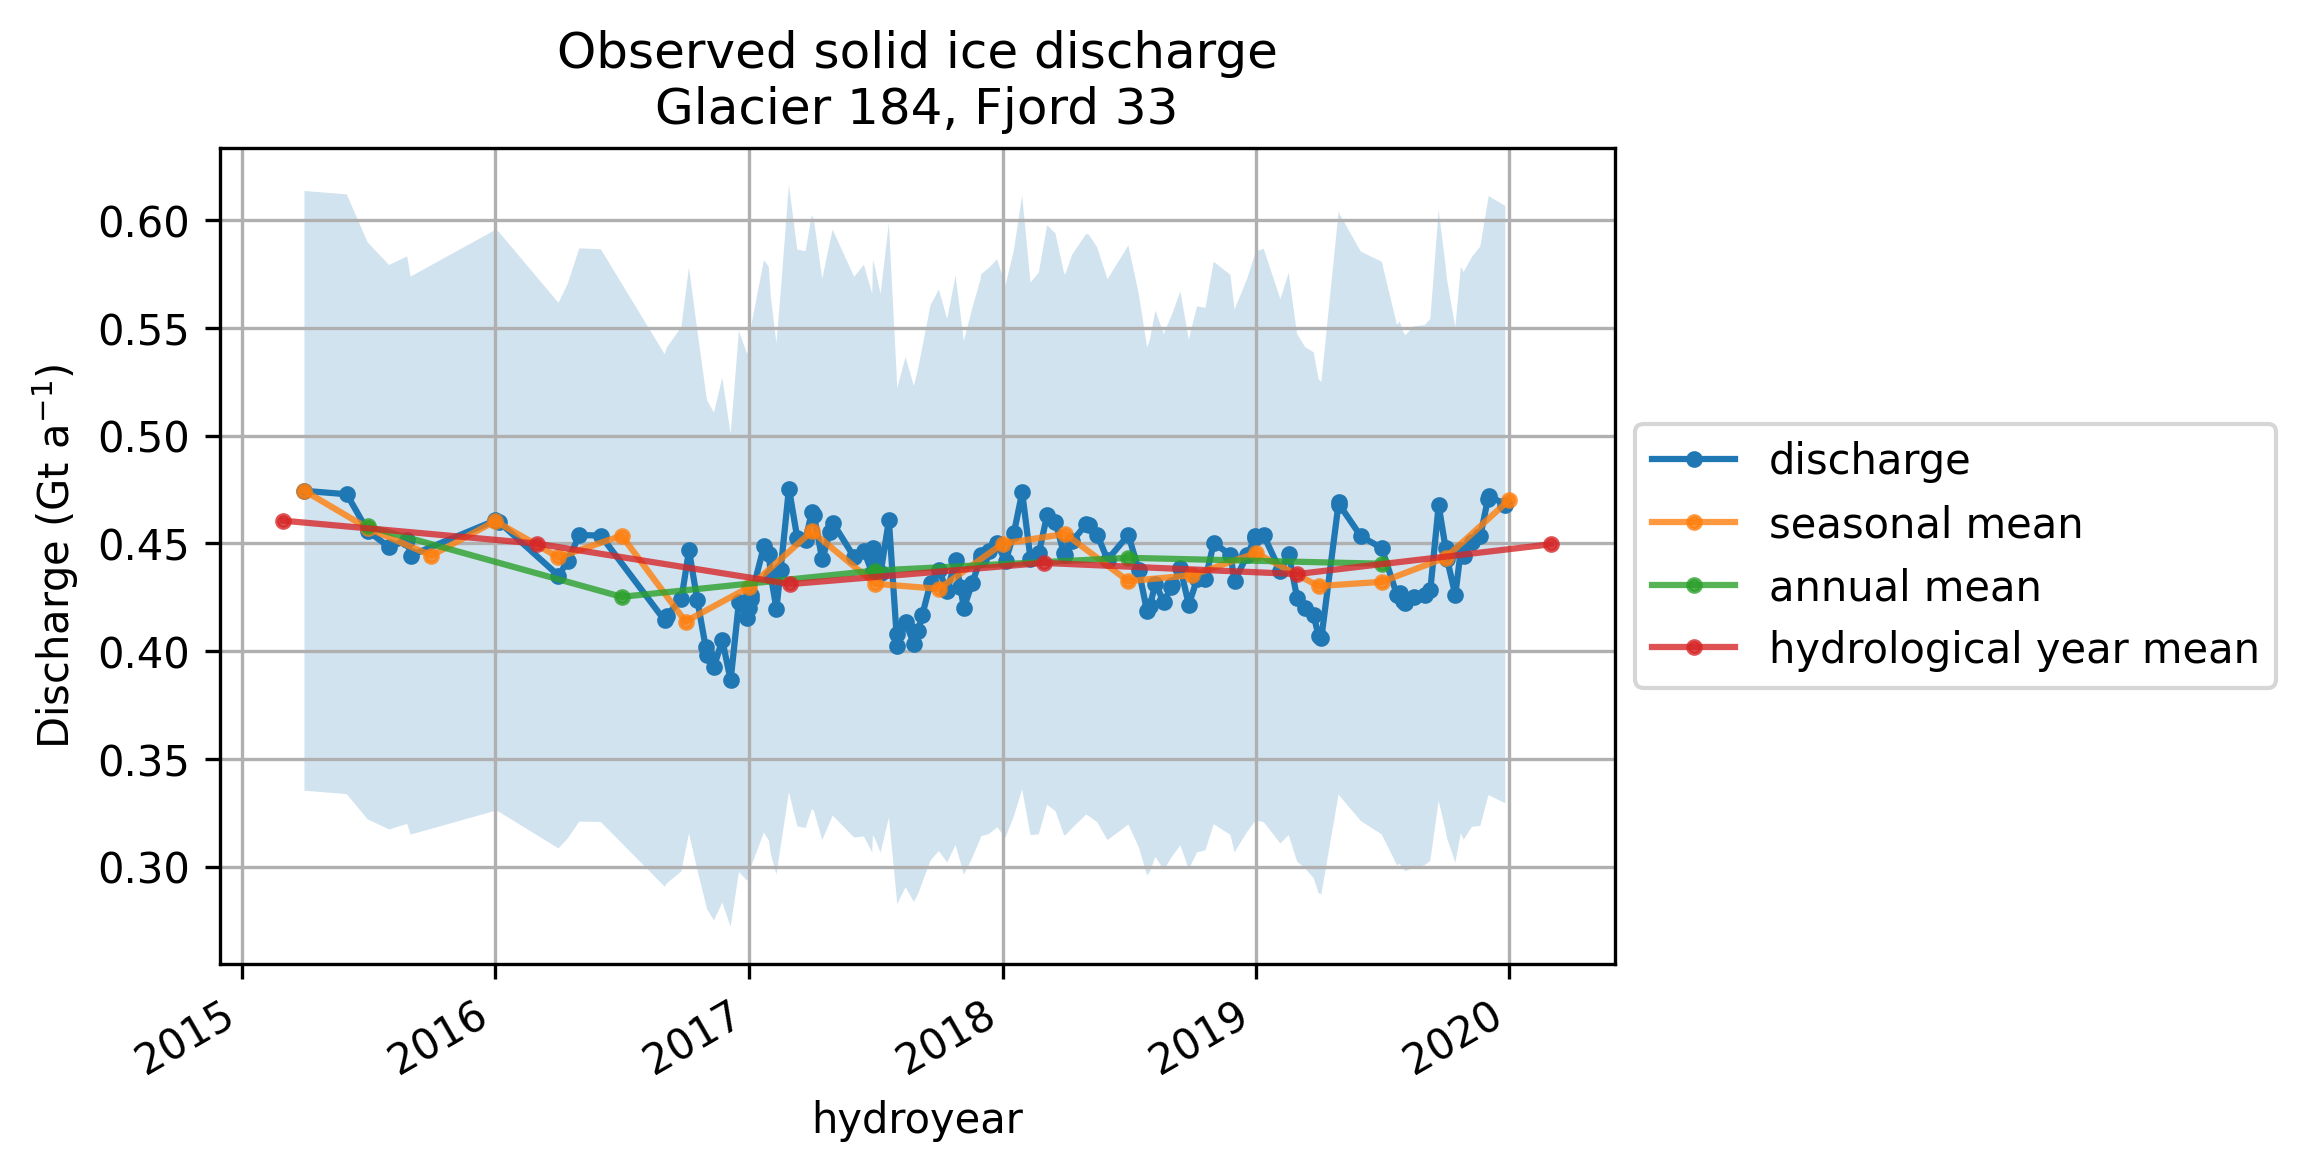 Observed solid ice discharge
Glacier 184, Fjord 33
Discharge (Gt a⁻¹)
0.60
0.55
0.50
0.45
0.40
0.35
0.30
2015
2016
2017
2018
2019
2020
hydroyear
discharge
seasonal mean
annual mean
hydrological year mean